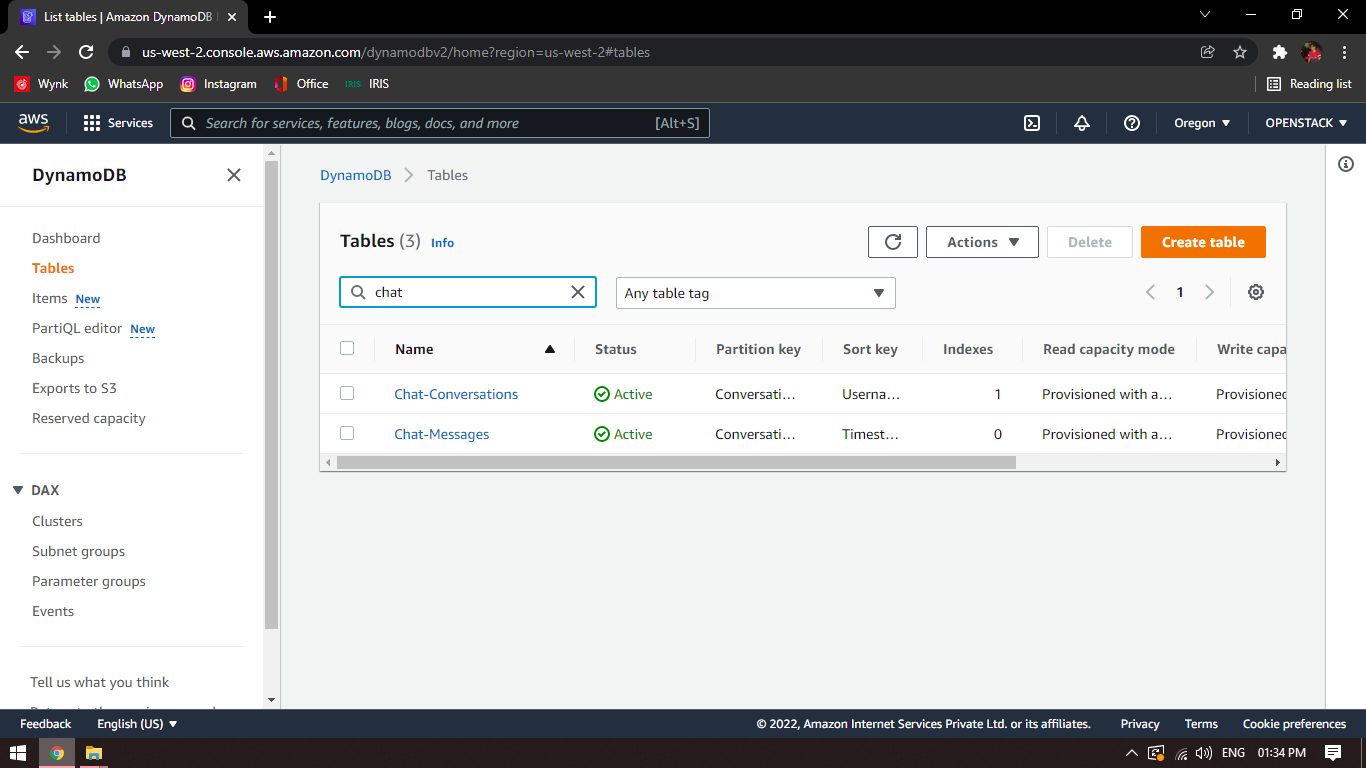 List tables | Amazon DynamoDB
us-west-2.console.aws.amazon.com/dynamodbv2/home?region=us-west-2#tables
Wynk WhatsApp Instagram Office IRIS IRIS Reading list
aws Services Search for services, features, blogs, docs, and more [Alt+S] Oregon OPENSTACK
DynamoDB
Dashboard
Tables
Items New
PartiQL editor New
Backups
Exports to S3
Reserved capacity
DAX
Clusters
Subnet groups
Parameter groups
Events
Tell us what you think
DynamoDB Tables
Tables (3) Info Actions Delete Create table
chat Any table tag 1
Name Status Partition key Sort key Indexes Read capacity mode Write capa
Chat-Conversations Active Conversati… Userna… 1 Provisioned with a… Provisioned
Chat-Messages Active Conversati… Timest… 0 Provisioned with a… Provisioned
Feedback English (US) © 2022, Amazon Internet Services Private Ltd. or its affiliates. Privacy Terms Cookie preferences
ENG 01:34 PM